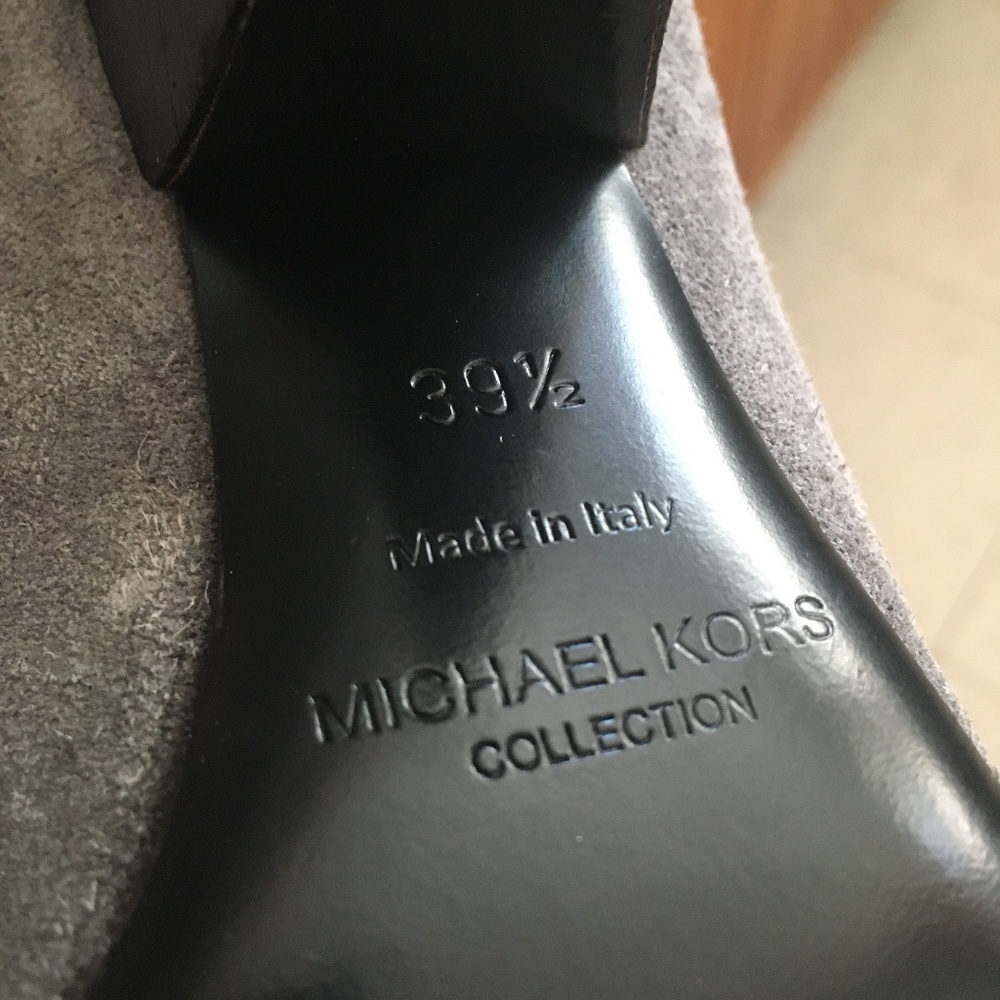 39½
Made in Italy
MICHAEL KORS
COLLECTION